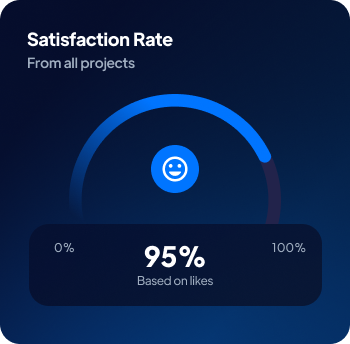 Satisfaction Rate
From all projects
0%
95%
100%
Based on likes